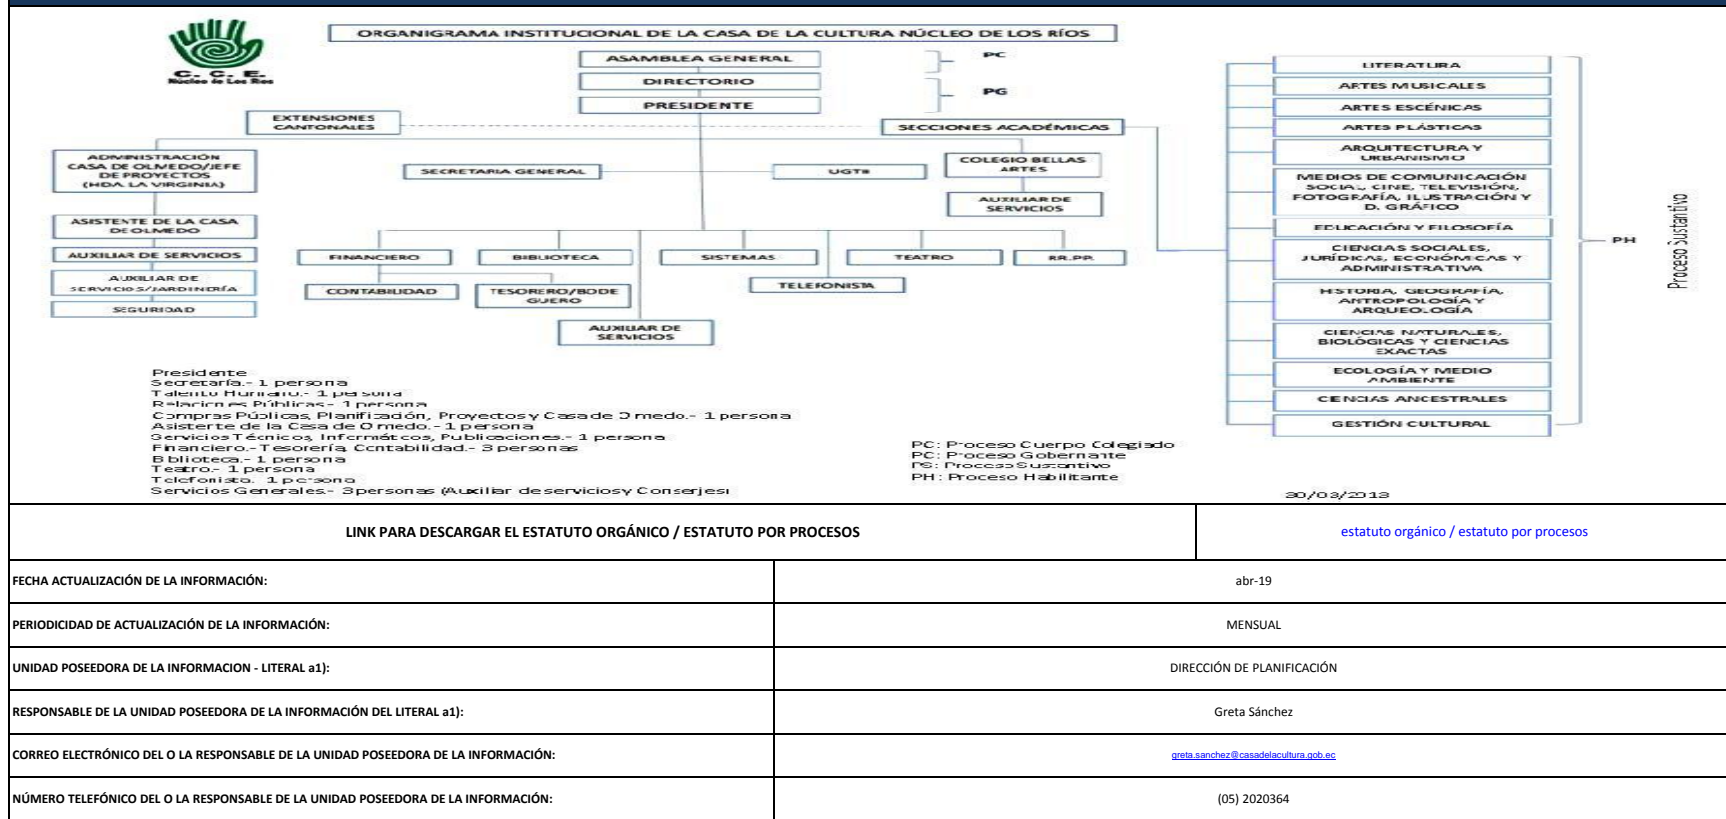 ORGANIGRAMA INSTITUCIONAL DE LA CASA DE LA CULTURA NÚCLEO DE LOS RÍOS
C. C. E.
Núcleo de Los Rios
ASAMBLEA GENERAL
PC
DIRECTORIO
PG
PRESIDENTE
EXTENSIONES
CANTONALES
SECCIONES ACADÉMICAS
ADMINISTRACIÓN
CASA DE OLMEDO/JEFE
DE PROYECTOS
(HDA. LA VIRGINIA)
SECRETARIA GENERAL
UGTH
COLEGIO BELLAS
ARTES
AUXILIAR DE
SERVICIOS
ASISTENTE DE LA CASA
DE OLMEDO
AUXILIAR DE SERVICIOS
AUXILIAR DE
SERVICIOS/JARDINERÍA
SEGURIDAD
FINANCIERO
BIBLIOTECA
SISTEMAS
TEATRO
RR.PP.
CONTABILIDAD
TESORERO/BODE
GUERO
TELEFONISTA
AUXILIAR DE
SERVICIOS
LITERATURA
ARTES MUSICALES
ARTES ESCÉNICAS
ARTES PLÁSTICAS
ARQUITECTURA Y
URBANISMO
MEDIOS DE COMUNICACIÓN
SOCIAL, CINE, TELEVISIÓN,
FOTOGRAFÍA, ILUSTRACIÓN Y
D. GRÁFICO
EDUCACIÓN Y FILOSOFÍA
CIENCIAS SOCIALES,
JURÍDICAS, ECONÓMICAS Y
ADMINISTRATIVA
HISTORIA, GEOGRAFÍA,
ANTROPOLOGÍA Y
ARQUEOLOGÍA
CIENCIAS NATURALES,
BIOLÓGICAS Y CIENCIAS
EXACTAS
ECOLOGÍA Y MEDIO
AMBIENTE
CIENCIAS ANCESTRALES
GESTIÓN CULTURAL
PH
Proceso Sustantivo
Presidente
Secretaría.- 1 persona
Talento Humano.- 1 persona
Relaciones Públicas.- 1 persona
Compras Públicas, Planificación, Proyectos y Casa de Olmedo.- 1 persona
Asistente de la Casa de Olmedo.- 1 persona
Servicios Técnicos, Informáticos, Publicaciones.- 1 persona
Financiero.- Tesorería, Contabilidad.- 3 personas
Biblioteca.- 1 persona
Teatro.- 1 persona
Telefonista. 1 persona
Servicios Generales.- 3 personas (Auxiliar de servicios y Conserjes)
PC: Proceso Cuerpo Colegiado
PC: Proceso Gobernante
PS: Proceso Sustantivo
PH: Proceso Habilitante
30/03/2013
LINK PARA DESCARGAR EL ESTATUTO ORGÁNICO / ESTATUTO POR PROCESOS
estatuto orgánico / estatuto por procesos
FECHA ACTUALIZACIÓN DE LA INFORMACIÓN:
abr-19
PERIODICIDAD DE ACTUALIZACIÓN DE LA INFORMACIÓN:
MENSUAL
UNIDAD POSEEDORA DE LA INFORMACION - LITERAL a1):
DIRECCIÓN DE PLANIFICACIÓN
RESPONSABLE DE LA UNIDAD POSEEDORA DE LA INFORMACIÓN DEL LITERAL a1):
Greta Sánchez
CORREO ELECTRÓNICO DEL O LA RESPONSABLE DE LA UNIDAD POSEEDORA DE LA INFORMACIÓN:
greta.sanchez@casadelacultura.gob.ec
NÚMERO TELEFÓNICO DEL O LA RESPONSABLE DE LA UNIDAD POSEEDORA DE LA INFORMACIÓN:
(05) 2020364